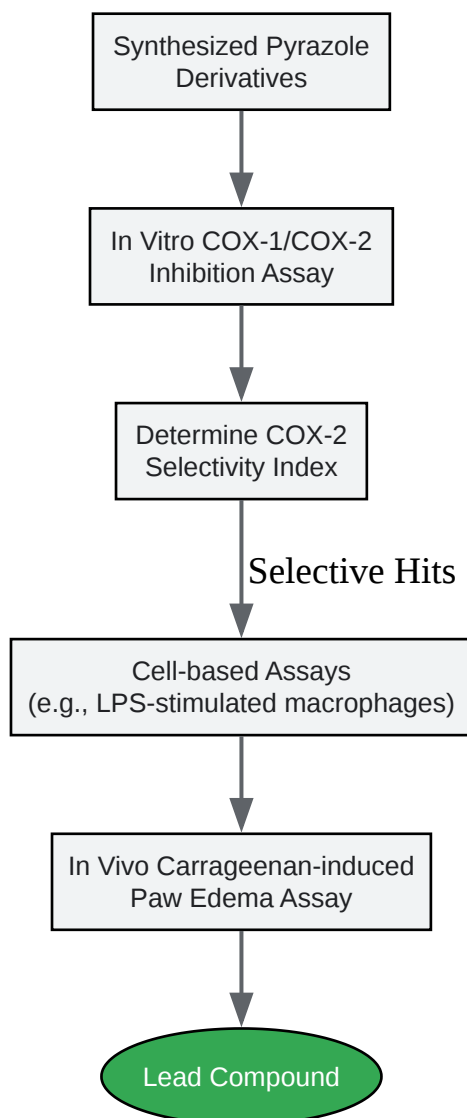 Synthesized Pyrazole
Derivatives
In Vitro COX-1/COX-2
Inhibition Assay
Determine COX-2
Selectivity Index
Selective Hits
Cell-based Assays
(e.g., LPS-stimulated macrophages)
In Vivo Carrageenan-induced
Paw Edema Assay
Lead Compound